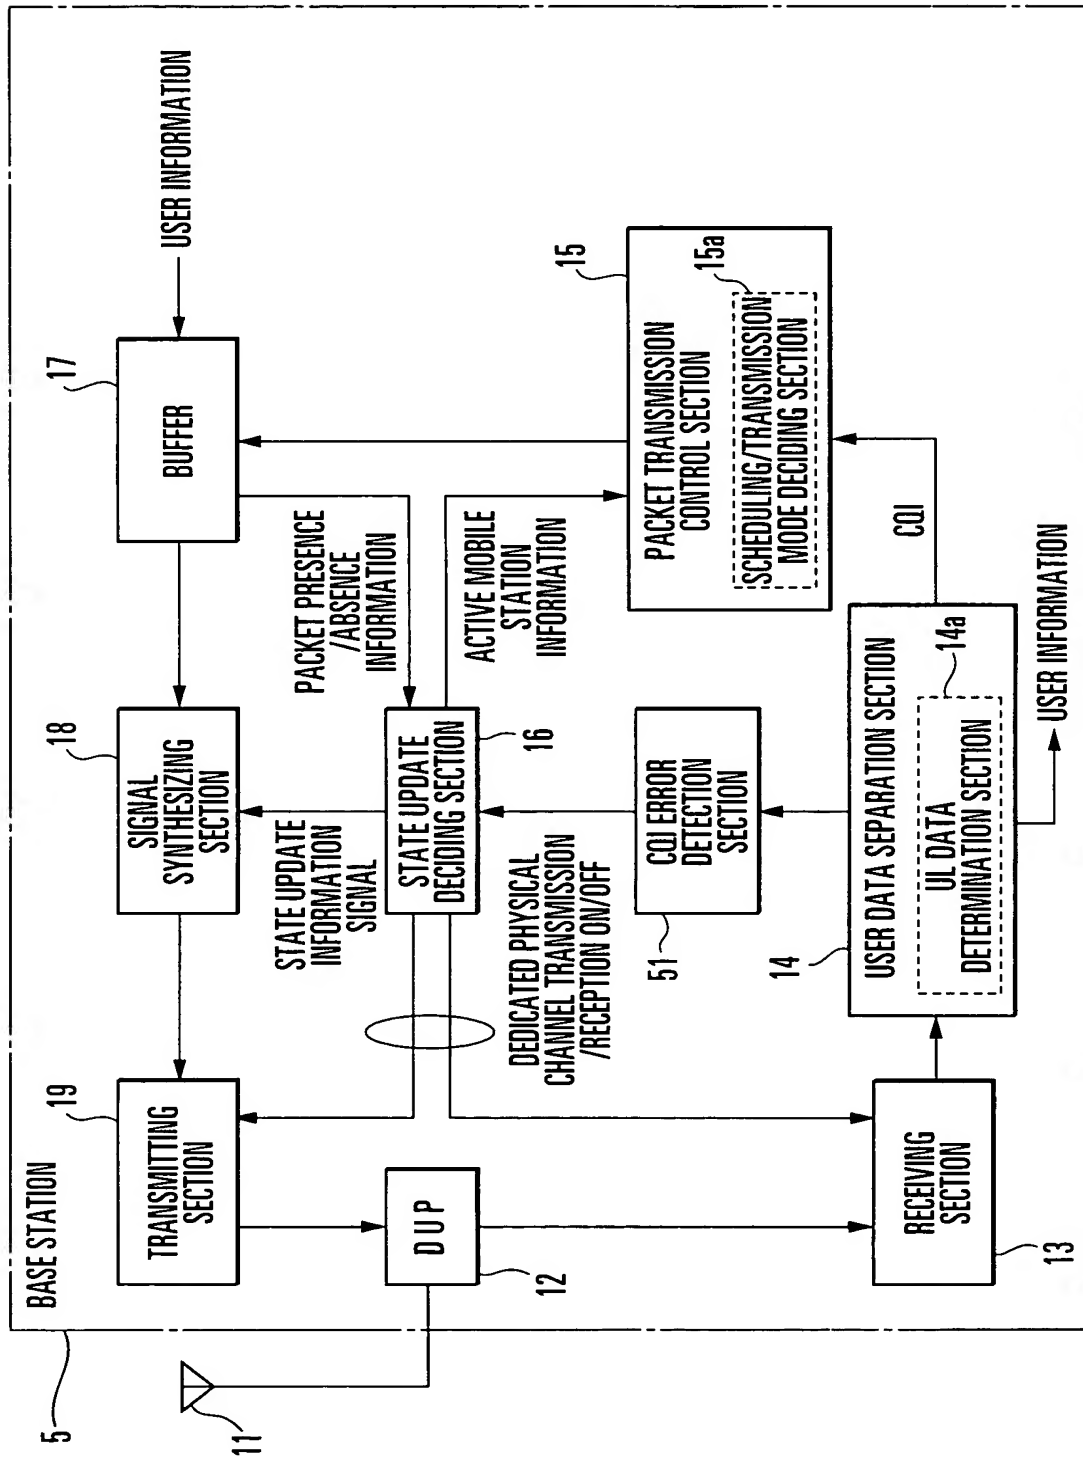 BASE STATION
5
11
TRANSMITTING
SECTION
19
SIGNAL
SYNTHESIZING
SECTION
18
BUFFER
17
USER INFORMATION
STATE UPDATE
INFORMATION
SIGNAL
PACKET PRESENCE
/ABSENCE
INFORMATION
DUP
12
STATE UPDATE
DECIDING SECTION
16
ACTIVE MOBILE
STATION
INFORMATION
DEDICATED PHYSICAL
CHANNEL TRANSMISSION
/RECEPTION ON/OFF
CQI ERROR
DETECTION
SECTION
51
PACKET TRANSMISSION
CONTROL SECTION
15
SCHEDULING/TRANSMISSION
MODE DECIDING SECTION
15a
RECEIVING
SECTION
13
USER DATA SEPARATION SECTION
14
UL DATA
DETERMINATION SECTION
14a
CQI
USER INFORMATION